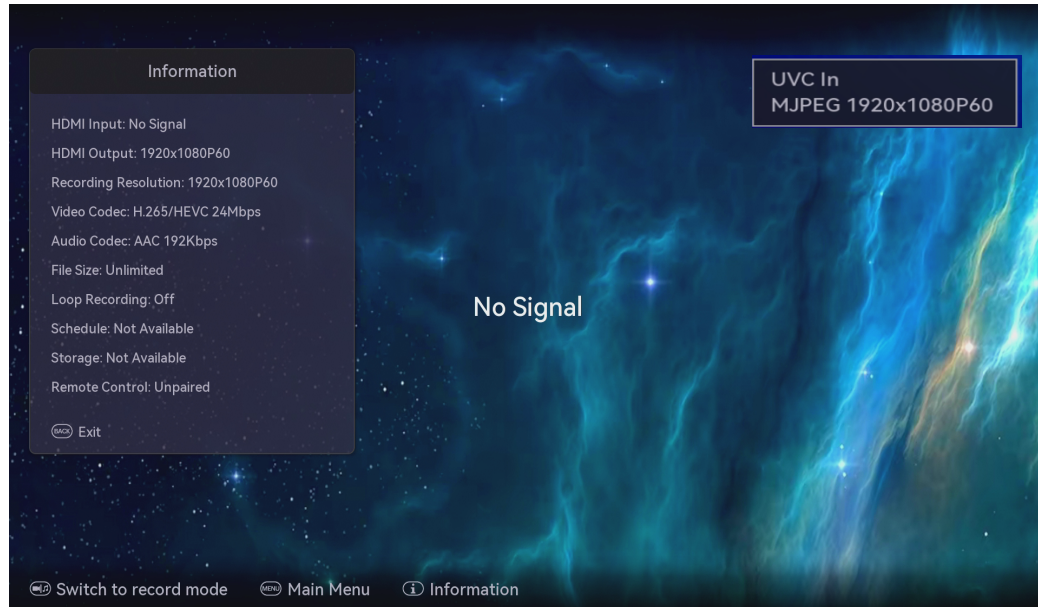 Information
HDMI Input: No Signal
HDMI Output: 1920x1080P60
Recording Resolution: 1920x1080P60
Video Codec: H.265/HEVC 24Mbps
Audio Codec: AAC 192Kbps
File Size: Unlimited
Loop Recording: Off
Schedule: Not Available
Storage: Not Available
Remote Control: Unpaired
BACK Exit
UVC In
MJPEG 1920x1080P60
No Signal
Switch to record mode
MENU Main Menu
i Information